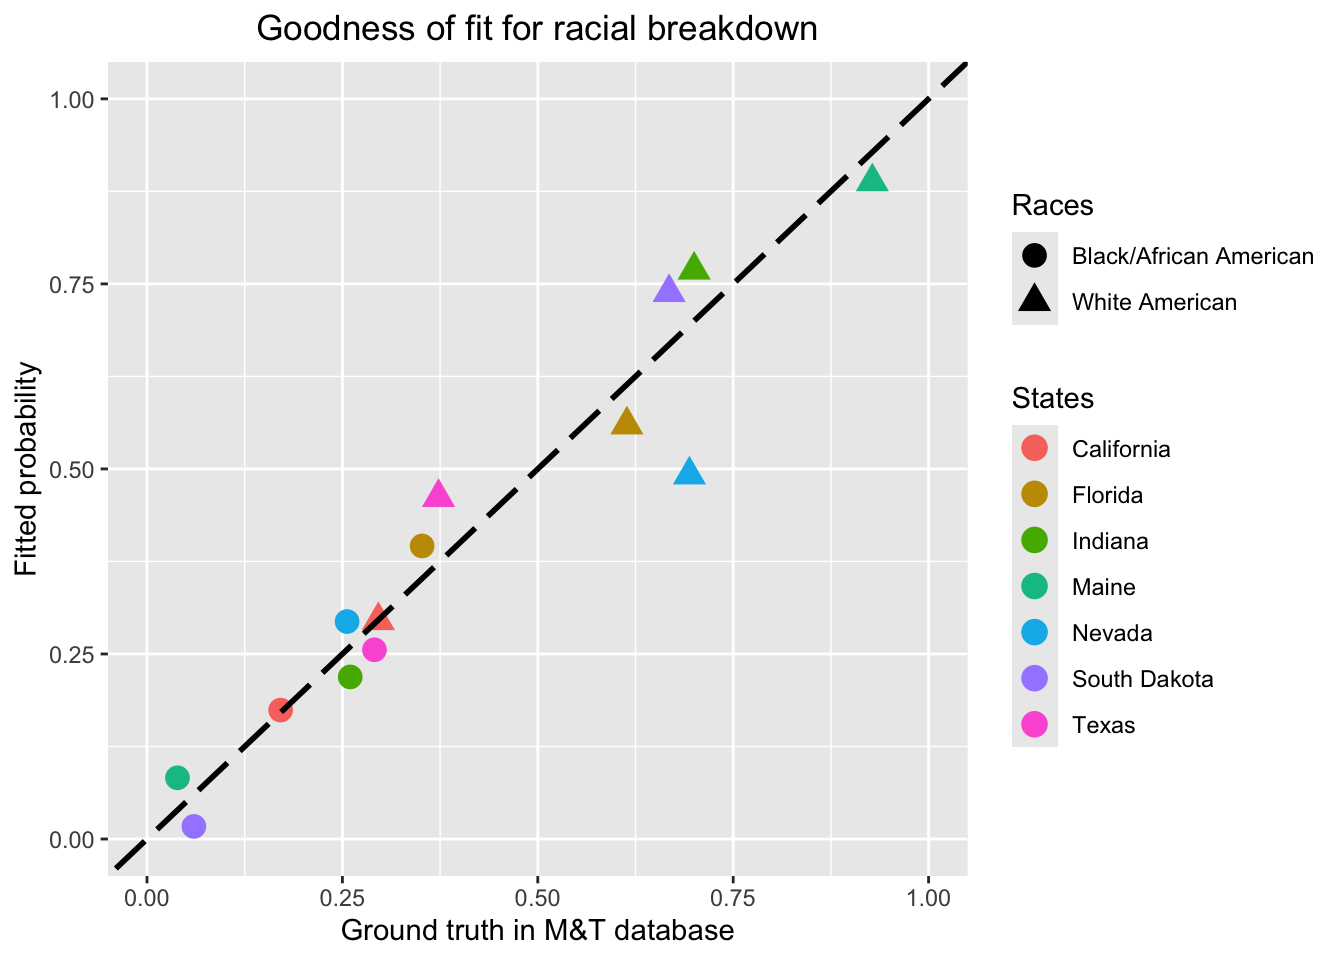 Goodness of fit for racial breakdown
1.00
0.75
0.50
0.25
0.00
Fitted probability
0.00 0.25 0.50 0.75 1.00
Ground truth in M&T database
Races
Black/African American
White American
States
California
Florida
Indiana
Maine
Nevada
South Dakota
Texas